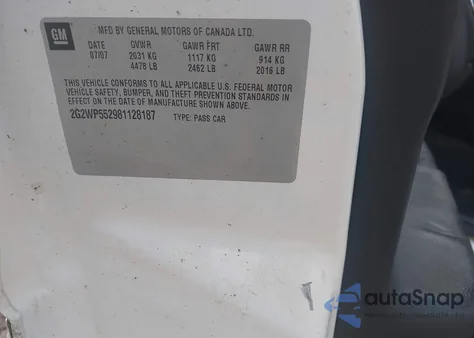 GM
MFD BY GENERAL MOTORS OF CANADA LTD.
DATE GVWR GAWR FRT GAWR RR
07/07 2031 KG 1117 KG 914 KG
4478 LB 2462 LB 2016 LB
THIS VEHICLE CONFORMS TO ALL APPLICABLE U.S. FEDERAL MOTOR
VEHICLE SAFETY, BUMPER, AND THEFT PREVENTION STANDARDS IN
EFFECT ON THE DATE OF MANUFACTURE SHOWN ABOVE.
2G2WP552981128187 TYPE: PASS CAR
autoSnap